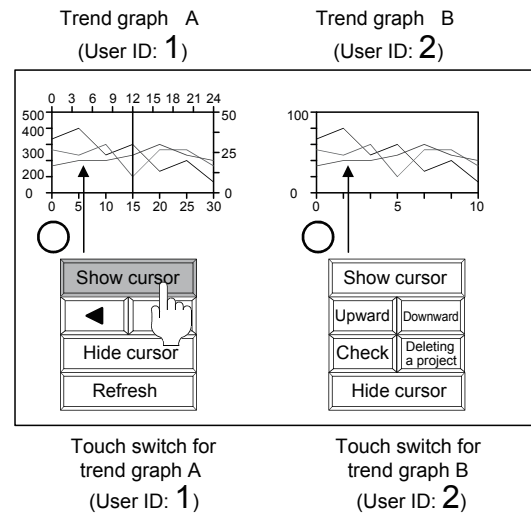 Trend graph A
(User ID: 1)
Trend graph B
(User ID: 2)
0 3 6 9 12 15 18 21 24
500
400
300
200
0
50
25
0
0 5 10 15 20 25 30
100
0
0 5 10
Show cursor
Hide cursor
Refresh
Show cursor
Upward Downward
Check Deleting
a project
Hide cursor
Touch switch for
trend graph A
(User ID: 1)
Touch switch for
trend graph B
(User ID: 2)